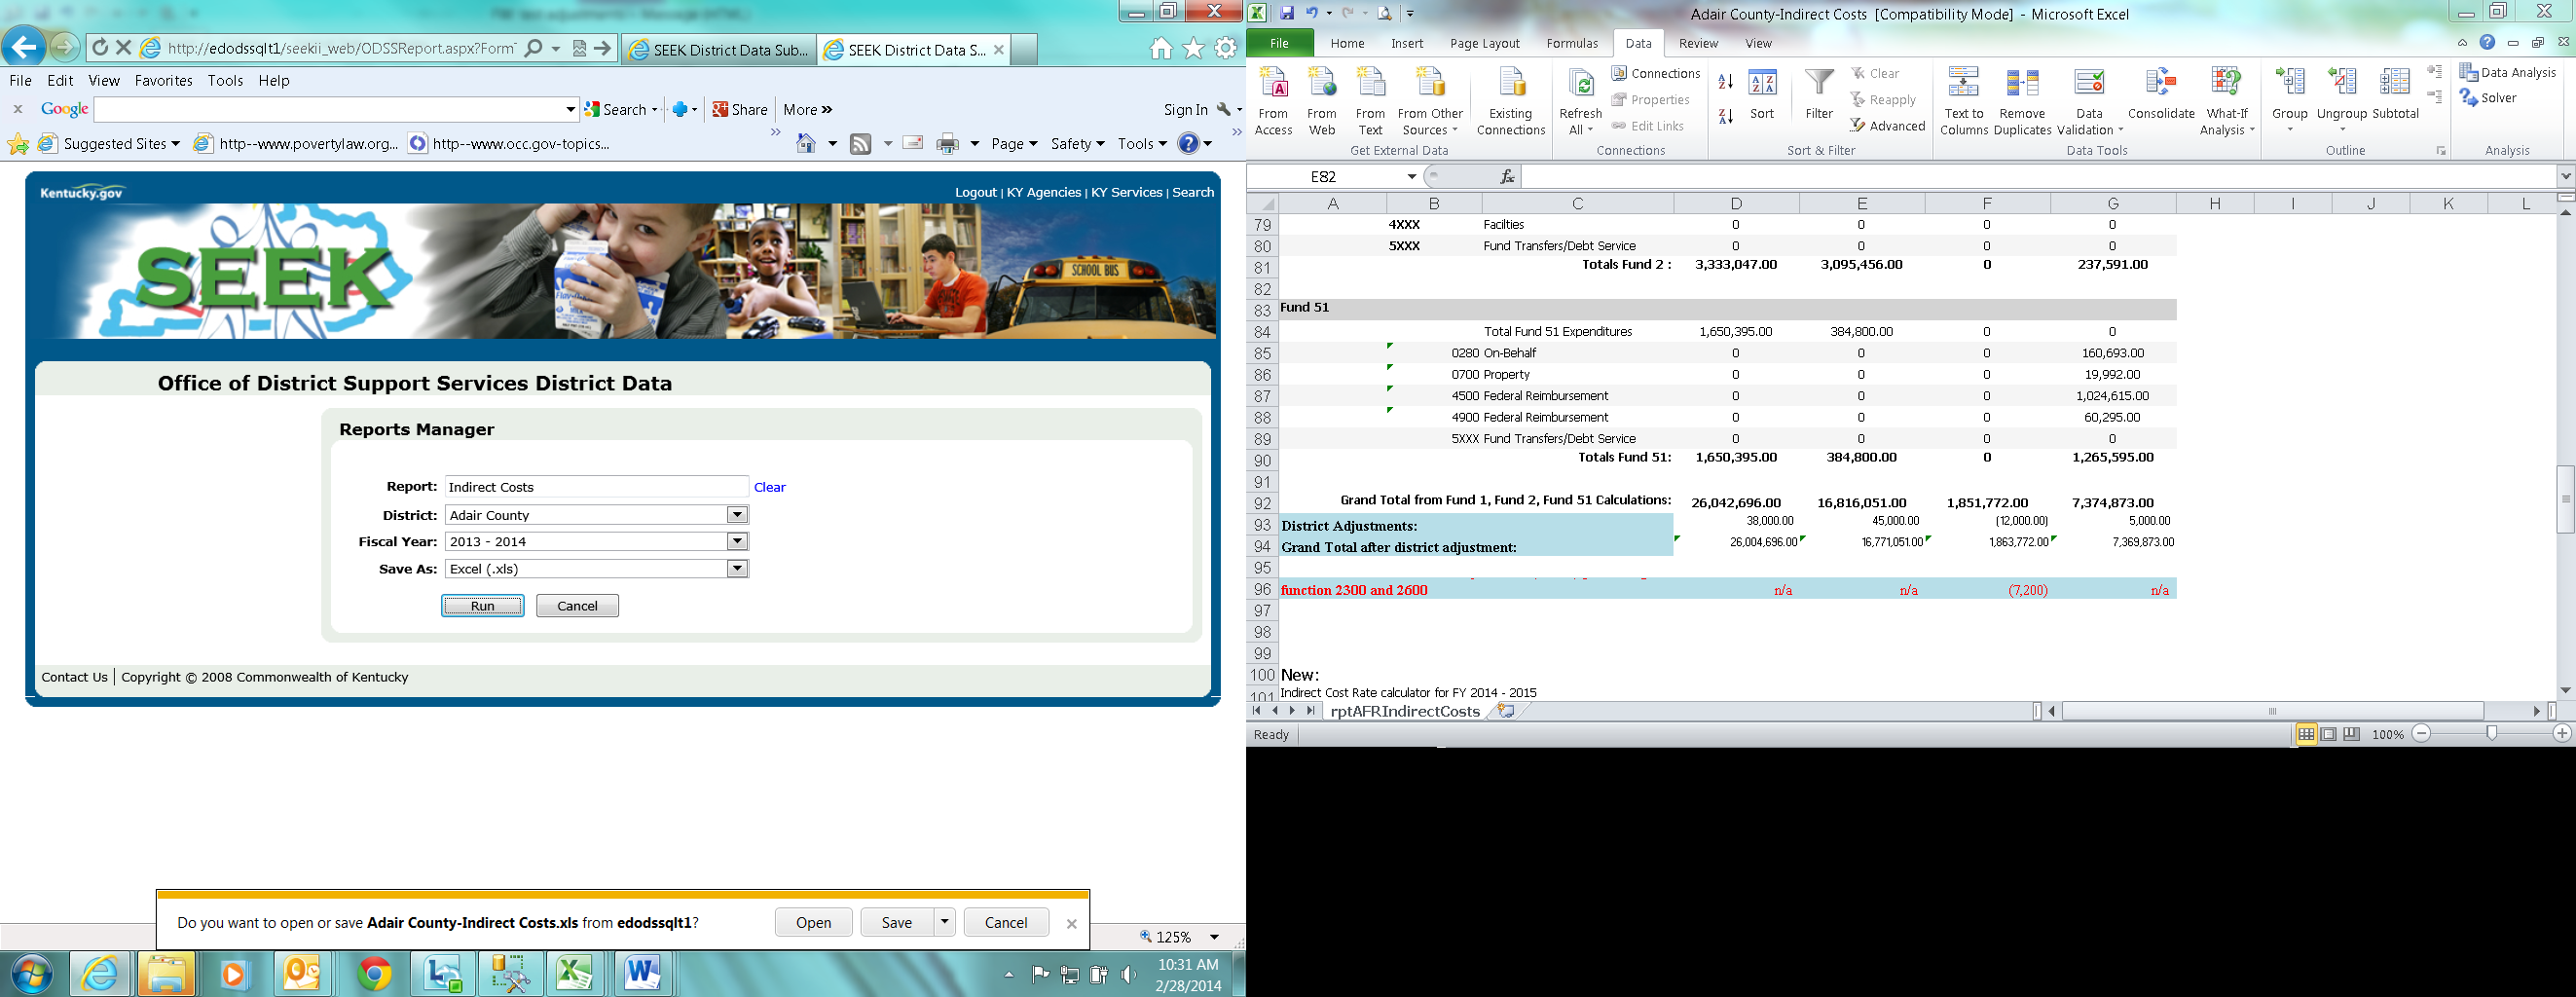 http://edodssqlt1/seekii_web/ODSSReport.aspx?Form
SEEK District Data Sub...
SEEK District Data S...
File Edit View Favorites Tools Help
x Google Search Share More » Sign In
Suggested Sites http--www.povertylaw.org... http--www.occ.gov-topics... » Page Safety Tools »
Kentucky.gov
Logout | KY Agencies | KY Services | Search
SEEK
SCHOOL BUS
Office of District Support Services District Data
Reports Manager
Report: Indirect Costs Clear
District: Adair County
Fiscal Year: 2013 - 2014
Save As: Excel (.xls)
Run Cancel
Contact Us | Copyright © 2008 Commonwealth of Kentucky
Do you want to open or save Adair County-Indirect Costs.xls from edodssqlt1? Open Save Cancel x
125%
10:31 AM
2/28/2014
Adair County-Indirect Costs [Compatibility Mode] - Microsoft Excel
File Home Insert Page Layout Formulas Data Review View
From Access From Web From Text From Other Sources Existing Connections
Get External Data
Refresh All Connections Properties Edit Links
Connections
Sort Filter Clear Reapply Advanced
Sort & Filter
Text to Columns Remove Duplicates Data Validation Consolidate What-If Analysis
Data Tools
Group Ungroup Subtotal
Outline
Data Analysis Solver
Analysis
E82 fx
A B C D E F G H I J K L
79 4XXX Facilties 0 0 0 0
80 5XXX Fund Transfers/Debt Service 0 0 0 0
81 Totals Fund 2 : 3,333,047.00 3,095,456.00 0 237,591.00
82
83 Fund 51
84 Total Fund 51 Expenditures 1,650,395.00 384,800.00 0 0
85 0280 On-Behalf 0 0 0 160,693.00
86 0700 Property 0 0 0 19,992.00
87 4500 Federal Reimbursement 0 0 0 1,024,615.00
88 4900 Federal Reimbursement 0 0 0 60,295.00
89 5XXX Fund Transfers/Debt Service 0 0 0 0
90 Totals Fund 51: 1,650,395.00 384,800.00 0 1,265,595.00
91
92 Grand Total from Fund 1, Fund 2, Fund 51 Calculations: 26,042,696.00 16,816,051.00 1,851,772.00 7,374,873.00
93 District Adjustments: 38,000.00 45,000.00 (12,000.00) 5,000.00
94 Grand Total after district adjustment: 26,004,696.00 16,771,051.00 1,863,772.00 7,369,873.00
95
96 function 2300 and 2600 n/a n/a (7,200) n/a
97
98
99
100 New:
101 Indirect Cost Rate calculator for FY 2014 - 2015
rptAFRIndirectCosts
Ready 100%